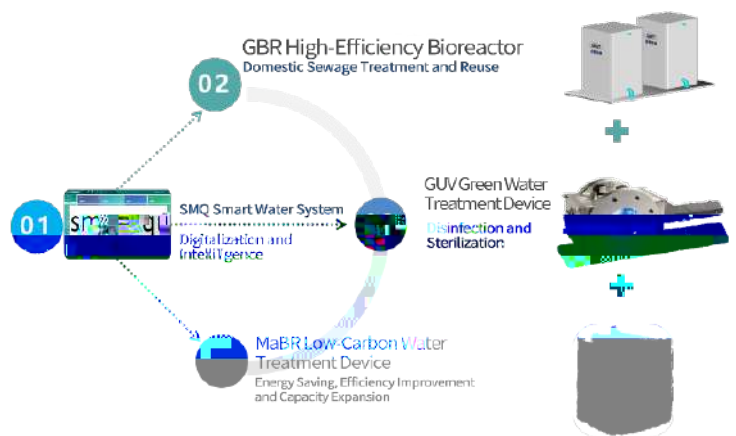 GBR High-Efficiency Bioreactor
Domestic Sewage Treatment and Reuse
02
01
SMQ Smart Water System
Digitalization and
Intelligence
GUV Green Water
Treatment Device
Disinfection and
Sterilization
MaBR Low-Carbon Water
Treatment Device
Energy Saving, Efficiency Improvement
and Capacity Expansion